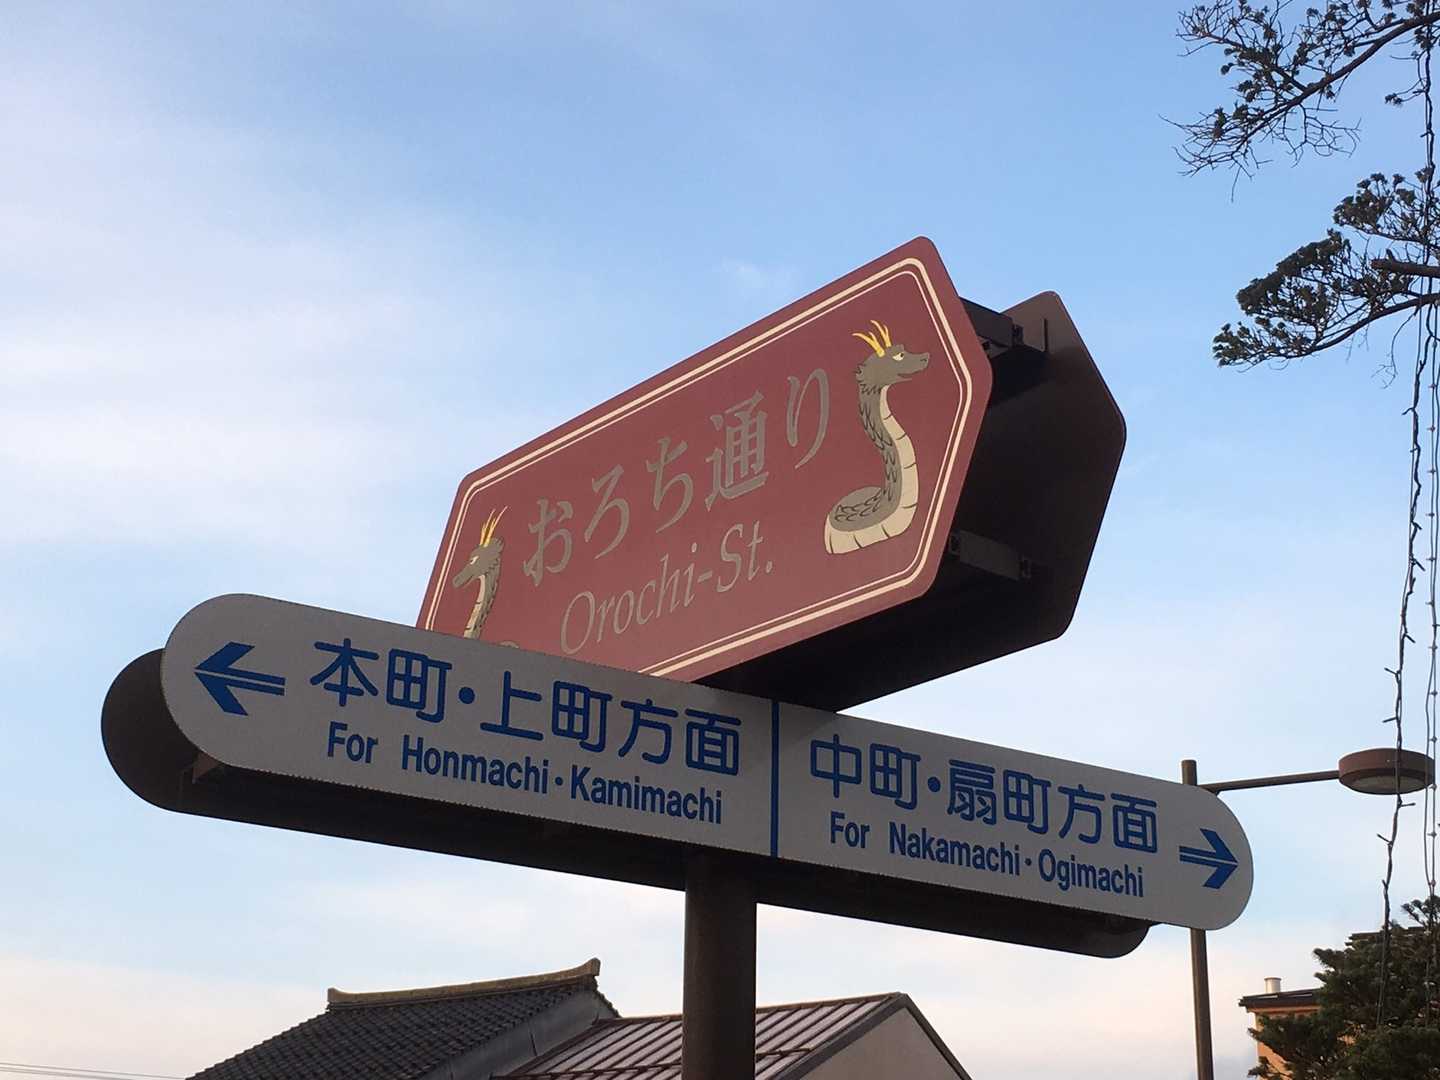 おろち通り
Orochi-St.
本町・上町方面
For Honmachi・Kamimachi
中町・扇町方面
For Nakamachi・Ogimachi